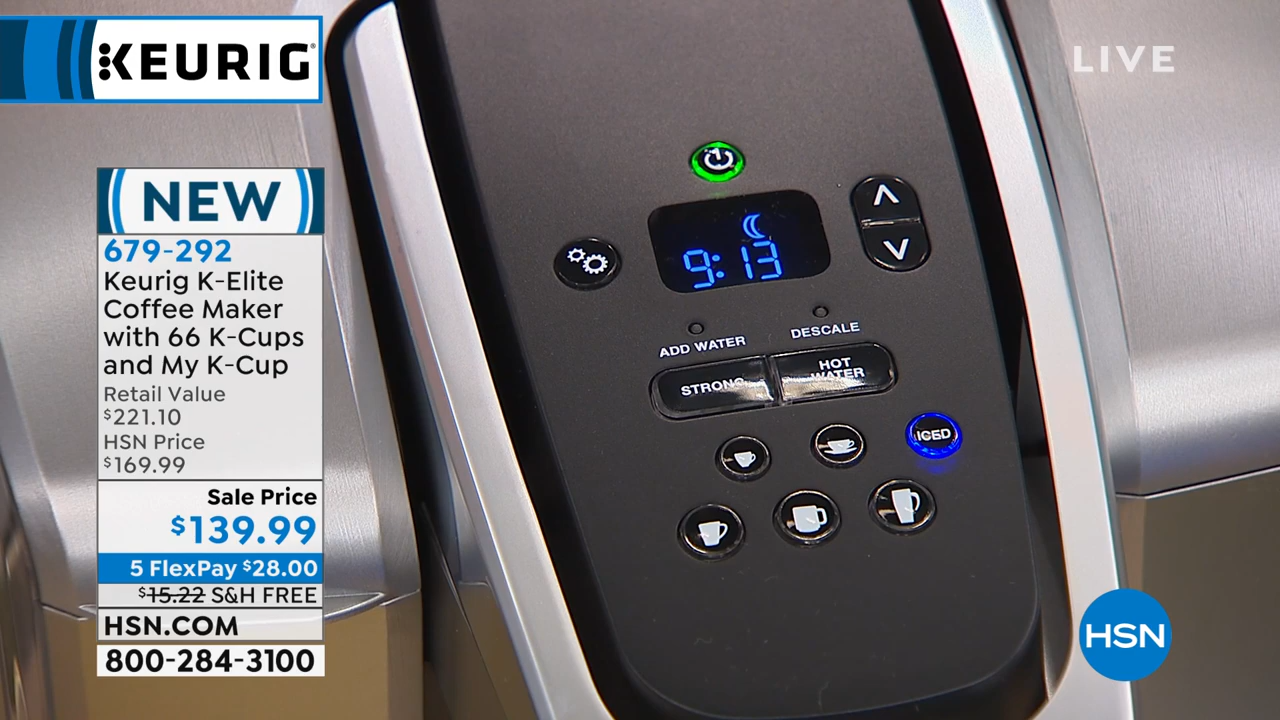 KEURIG®
LIVE
NEW
679-292
Keurig K-Elite
Coffee Maker
with 66 K-Cups
and My K-Cup
Retail Value
$221.10
HSN Price
$169.99
Sale Price
$139.99
5 FlexPay $28.00
$15.22 S&H FREE
HSN.COM
800-284-3100
9:13
ADD WATER
DESCALE
STRONG
HOT
WATER
ICED
HSN